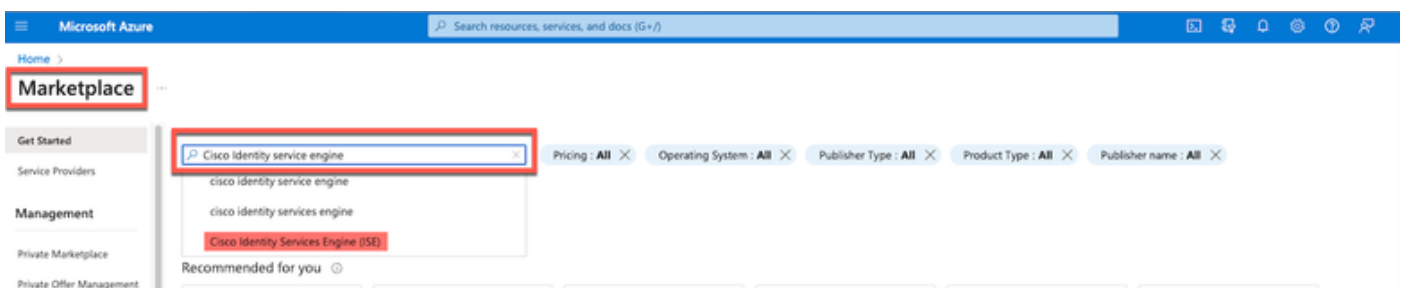 Microsoft Azure
Search resources, services, and docs (G+/)
Home >
Marketplace
Get Started
Service Providers
Management
Private Marketplace
Private Offer Management
Cisco Identity service engine
Pricing : All
Operating System : All
Publisher Type : All
Product Type : All
Publisher name : All
cisco identity service engine
cisco identity services engine
Cisco Identity Services Engine (ISE)
Recommended for you